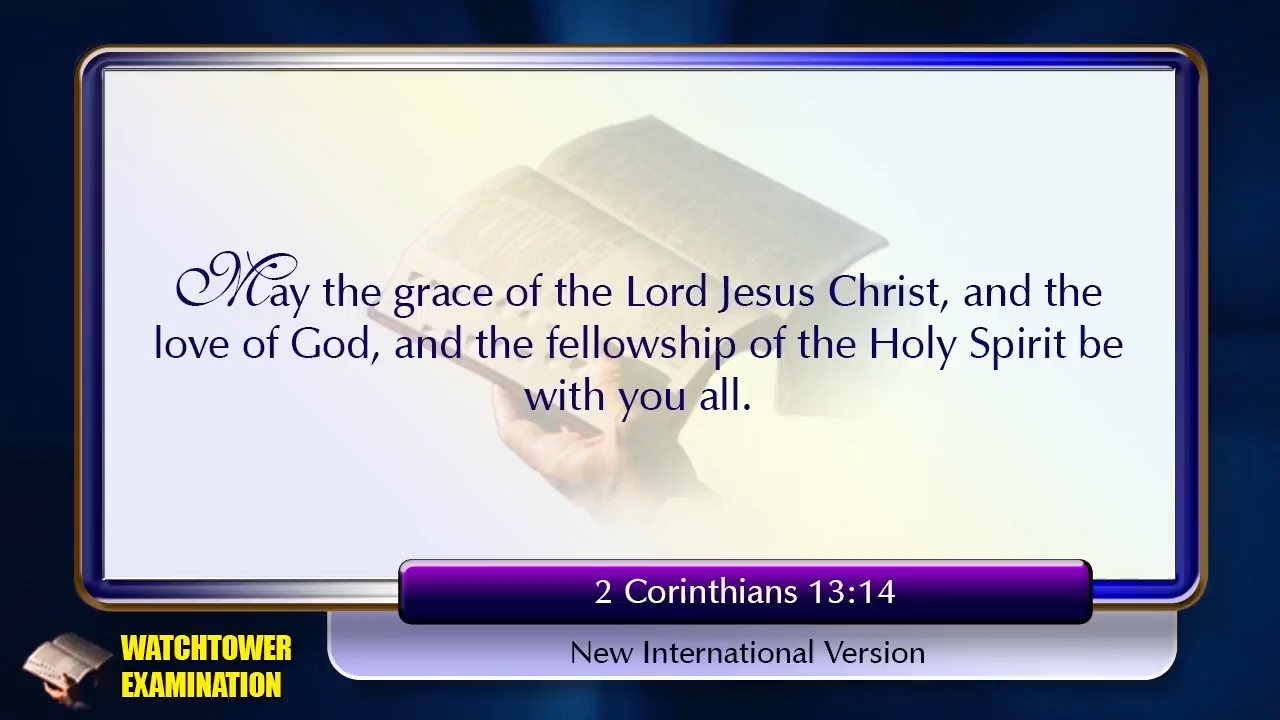 May the grace of the Lord Jesus Christ, and the
love of God, and the fellowship of the Holy Spirit be
with you all.
2 Corinthians 13:14
New International Version
WATCHTOWER
EXAMINATION